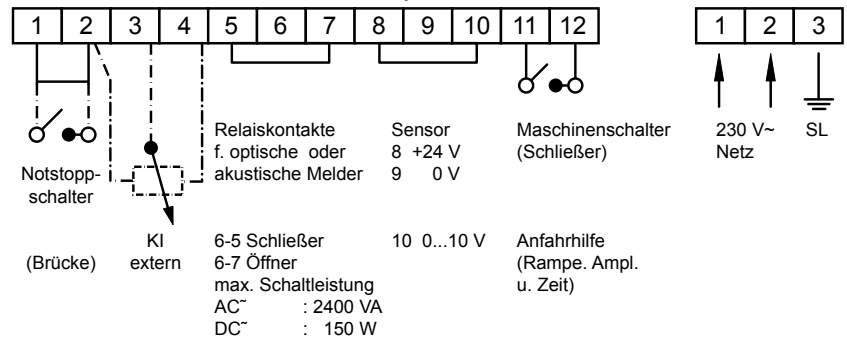 1 2 3 4 5 6 7 8 9 10 11 12
1 2 3
Notstopp-
schalter
(Brücke)
KI
extern
Relaiskontakte
f. optische oder
akustische Melder
6-5 Schließer
6-7 Öffner
max. Schaltleistung
AC~ : 2400 VA
DC~ : 150 W
Sensor
8 +24 V
9 0 V
10 0...10 V
Maschinenschalter
(Schließer)
Anfahrhilfe
(Rampe. Ampl.
u. Zeit)
230 V~
Netz
SL